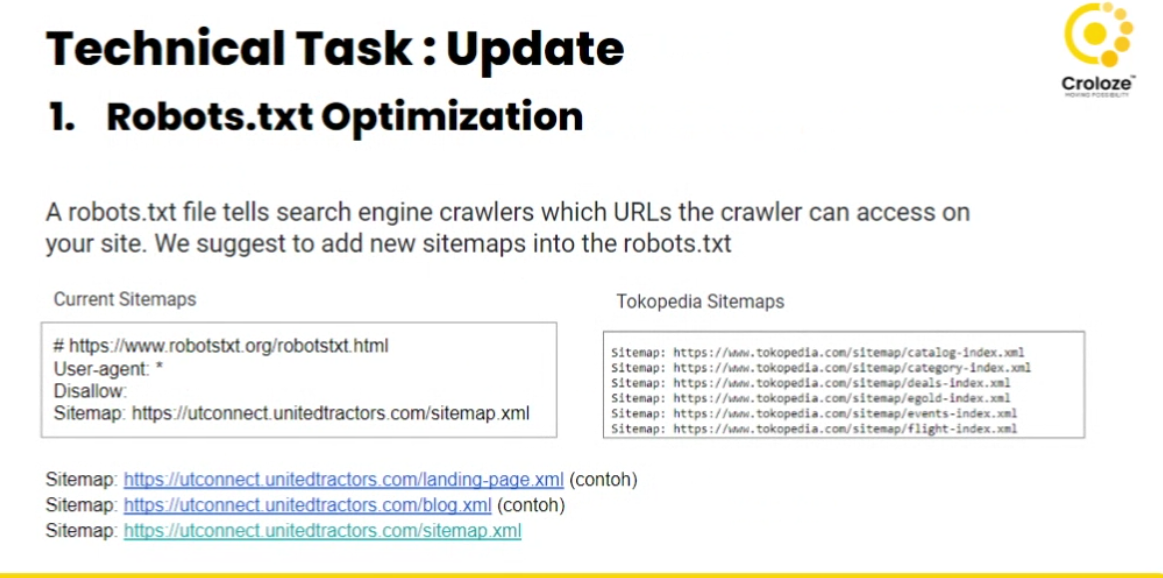 Technical Task : Update
Croloze™
MOVING POSSIBILITY
1. Robots.txt Optimization
A robots.txt file tells search engine crawlers which URLs the crawler can access on
your site. We suggest to add new sitemaps into the robots.txt
Current Sitemaps
# https://www.robotstxt.org/robotstxt.html
User-agent: *
Disallow:
Sitemap: https://utconnect.unitedtractors.com/sitemap.xml
Tokopedia Sitemaps
Sitemap: https://www.tokopedia.com/sitemap/catalog-index.xml
Sitemap: https://www.tokopedia.com/sitemap/category-index.xml
Sitemap: https://www.tokopedia.com/sitemap/deals-index.xml
Sitemap: https://www.tokopedia.com/sitemap/egold-index.xml
Sitemap: https://www.tokopedia.com/sitemap/events-index.xml
Sitemap: https://www.tokopedia.com/sitemap/flight-index.xml
Sitemap: https://utconnect.unitedtractors.com/landing-page.xml (contoh)
Sitemap: https://utconnect.unitedtractors.com/blog.xml (contoh)
Sitemap: https://utconnect.unitedtractors.com/sitemap.xml